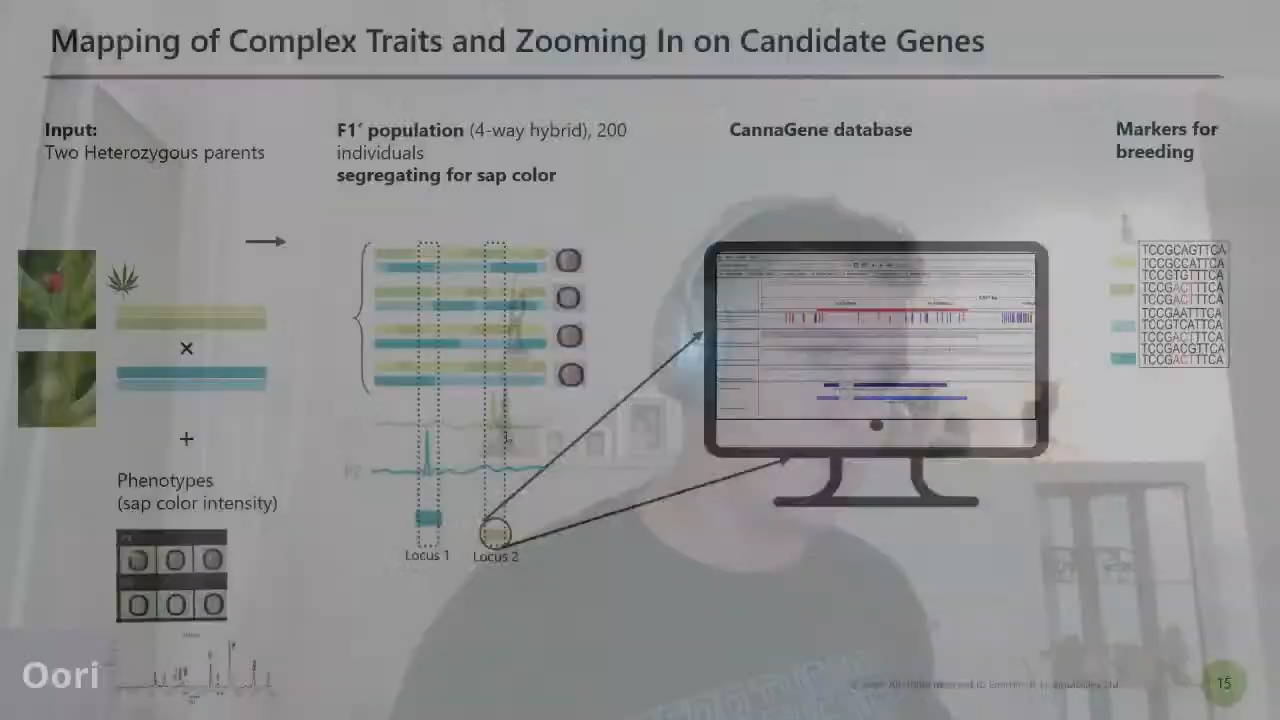 Mapping of Complex Traits and Zooming In on Candidate Genes
Input:
Two Heterozygous parents
F1´ population (4-way hybrid), 200
individuals
segregating for sap color
CannaGene database
Markers for
breeding
×
+
Phenotypes
(sap color intensity)
P2
Locus 1
Locus 2
TCCGCAGTTCA
TCCGCCATTCA
TCCGTGTTTCA
TCCGACTTTCA
TCCGACTTTCA
TCCGAATTTCA
TCCGTCATTCA
TCCGACTTTCA
TCCGACGTTCA
TCCGACTTTCA
Oori
15